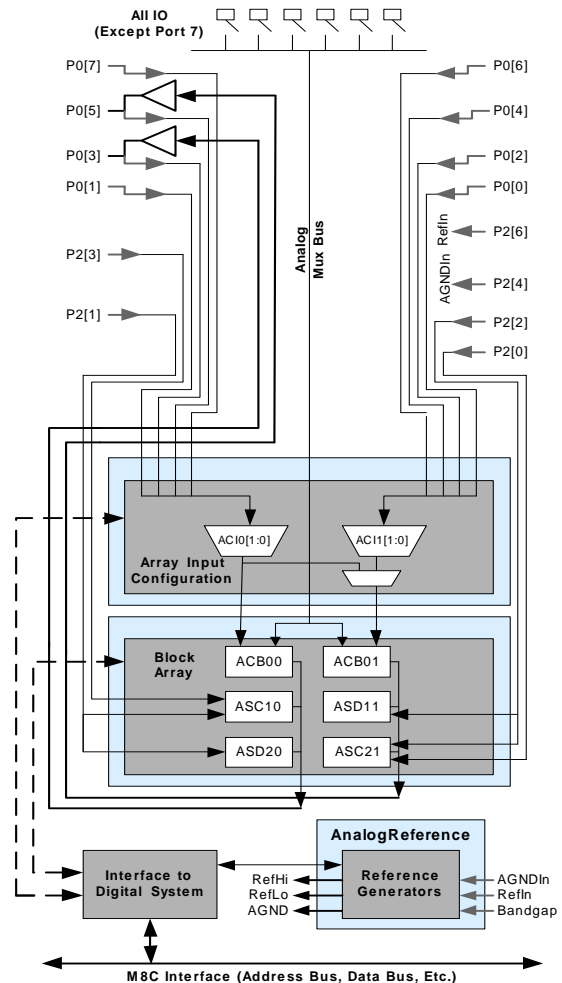 All IO
(Except Port 7)
P0[7]
P0[5]
P0[3]
P0[1]
P2[3]
P2[1]
P0[6]
P0[4]
P0[2]
P0[0]
P2[6]
P2[4]
P2[2]
P2[0]
AGNDIn RefIn
Analog
Mux Bus
ACI0[1:0]
ACI1[1:0]
Array Input
Configuration
Block
Array
ACB00
ACB01
ASC10
ASD11
ASD20
ASC21
AnalogReference
Interface to
Digital System
RefHi
RefLo
AGND
Reference
Generators
AGNDIn
RefIn
Bandgap
M8C Interface (Address Bus, Data Bus, Etc.)